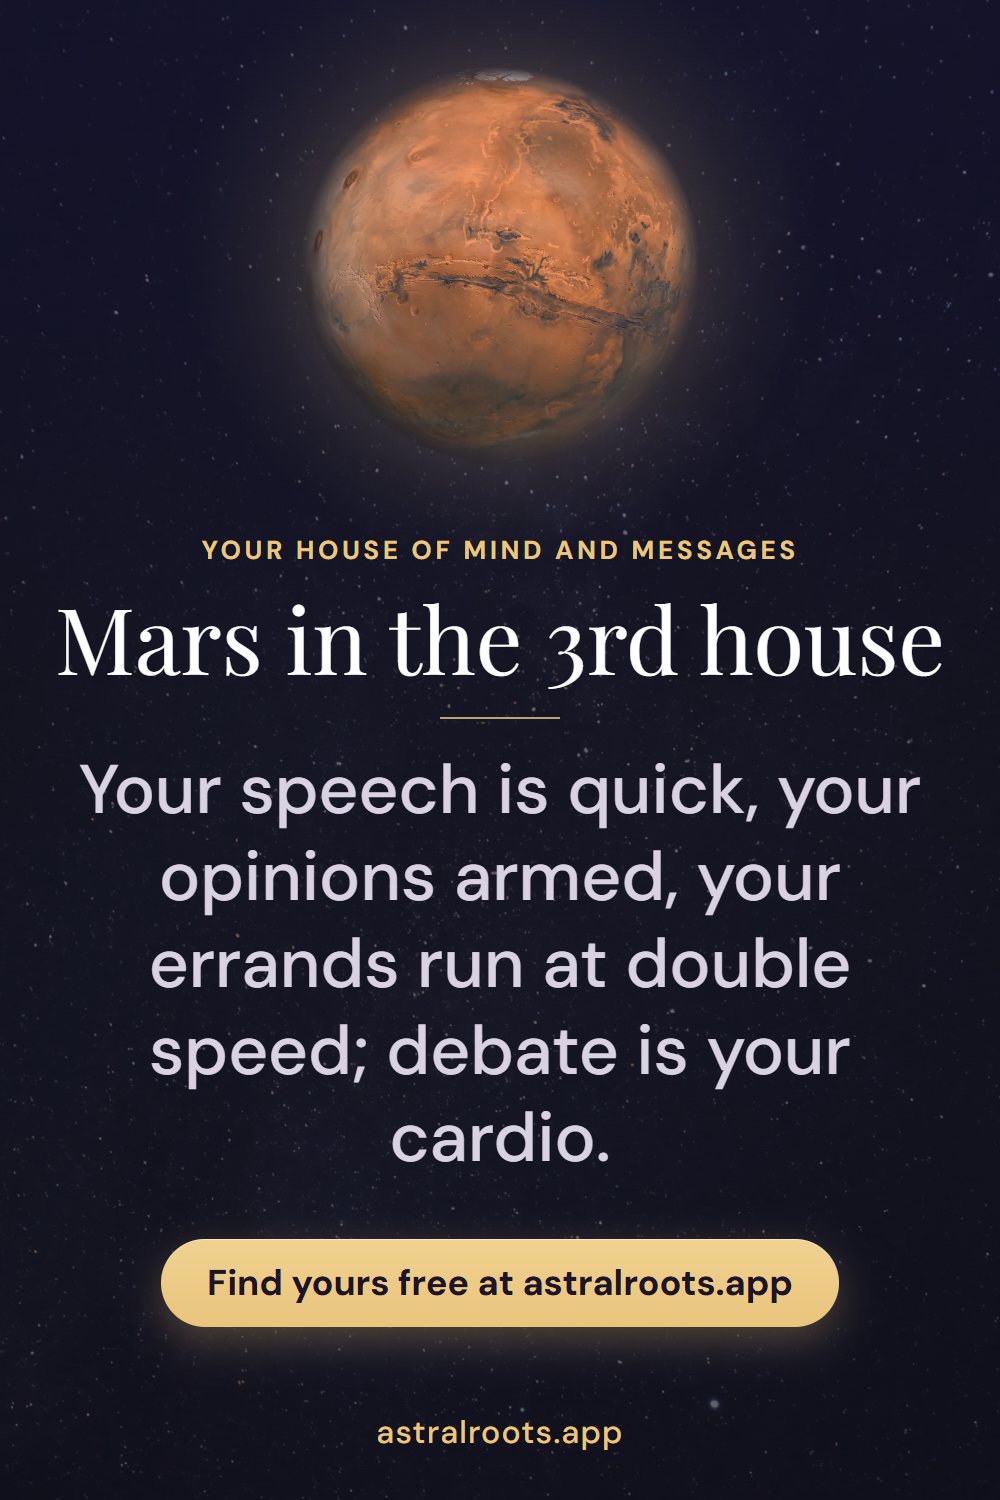 YOUR HOUSE OF MIND AND MESSAGES
Mars in the 3rd house
Your speech is quick, your
opinions armed, your
errands run at double
speed; debate is your
cardio.
Find yours free at astralroots.app
astralroots.app